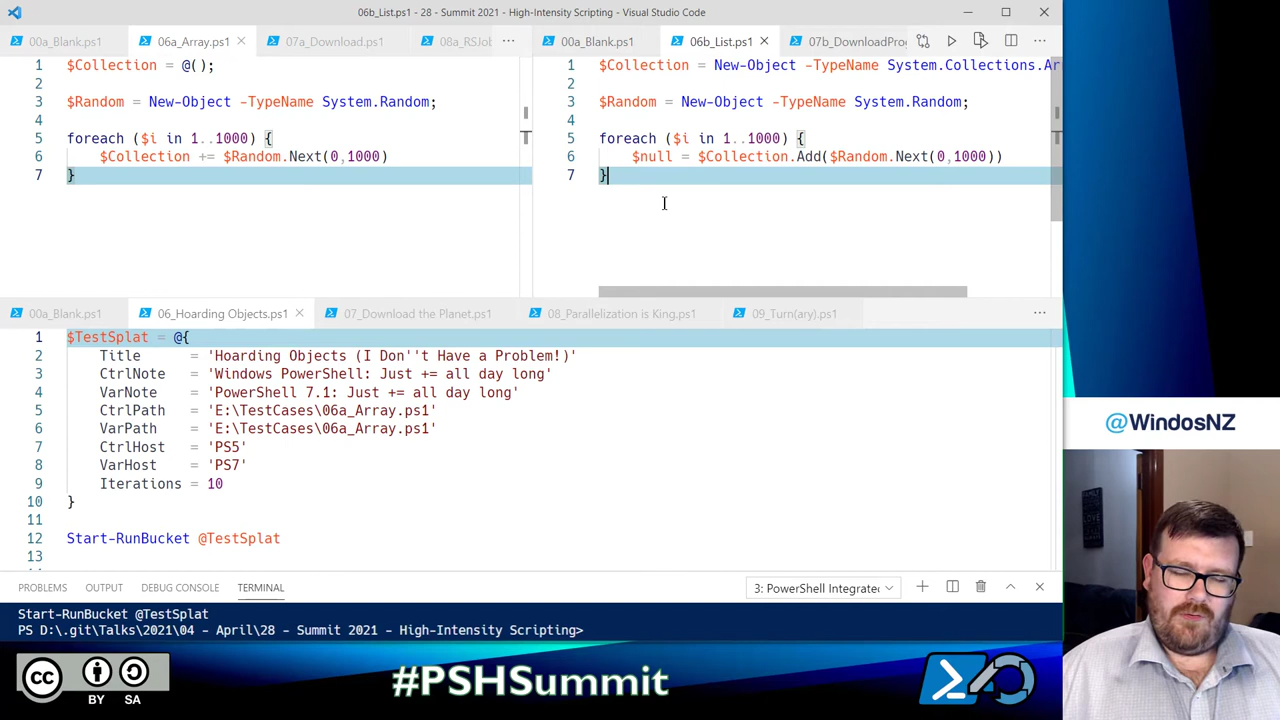 06b_List.ps1 - 28 - Summit 2021 - High-Intensity Scripting - Visual Studio Code
00a_Blank.ps1
06a_Array.ps1
07a_Download.ps1
08a_RSJob
1 $Collection = @();
2
3 $Random = New-Object -TypeName System.Random;
4
5 foreach ($i in 1..1000) {
6 $Collection += $Random.Next(0,1000)
7 }
00a_Blank.ps1
06b_List.ps1
07b_DownloadPro
1 $Collection = New-Object -TypeName System.Collections.Ar
2
3 $Random = New-Object -TypeName System.Random;
4
5 foreach ($i in 1..1000) {
6 $null = $Collection.Add($Random.Next(0,1000))
7 }
00a_Blank.ps1
06_Hoarding Objects.ps1
07_Download the Planet.ps1
08_Parallelization is King.ps1
09_Turn(ary).ps1
1 $TestSplat = @{
2 Title = 'Hoarding Objects (I Don''t Have a Problem!)'
3 CtrlNote = 'Windows PowerShell: Just += all day long'
4 VarNote = 'PowerShell 7.1: Just += all day long'
5 CtrlPath = 'E:\TestCases\06a_Array.ps1'
6 VarPath = 'E:\TestCases\06a_Array.ps1'
7 CtrlHost = 'PS5'
8 VarHost = 'PS7'
9 Iterations = 10
10 }
11
12 Start-RunBucket @TestSplat
13
PROBLEMS
OUTPUT
DEBUG CONSOLE
TERMINAL
3: PowerShell Integrated
Start-RunBucket @TestSplat
PS D:\.git\Talks\2021\04 - April\28 - Summit 2021 - High-Intensity Scripting>
@WindosNZ
CC
BY SA
#PSHSummit